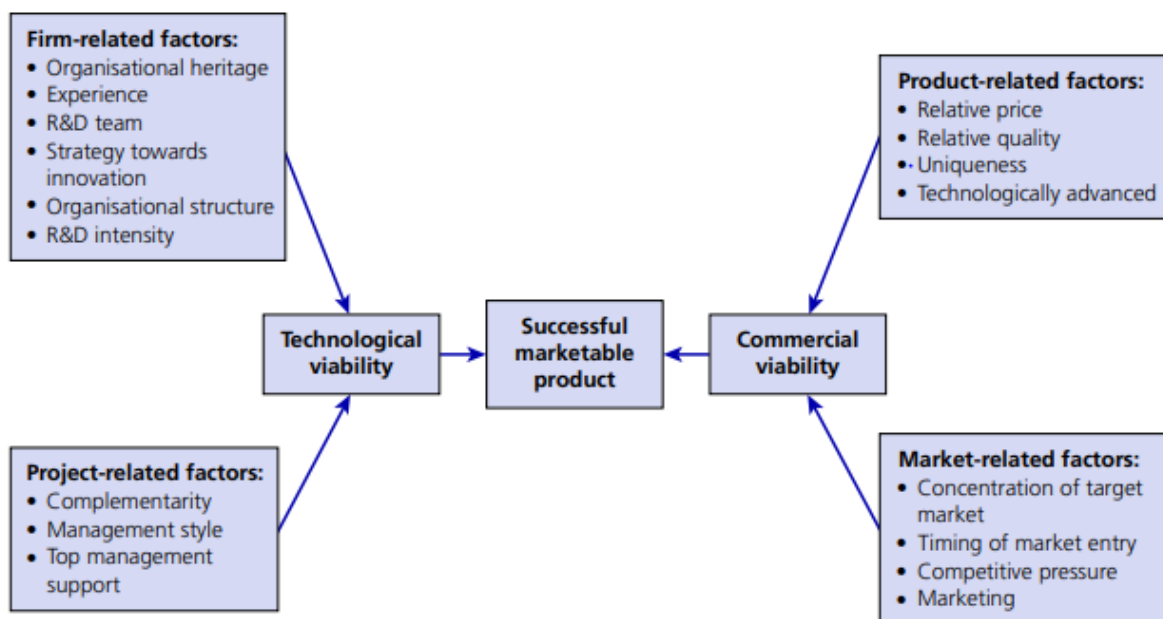 Firm-related factors:
• Organisational heritage
• Experience
• R&D team
• Strategy towards
innovation
• Organisational structure
• R&D intensity
Product-related factors:
• Relative price
• Relative quality
• Uniqueness
• Technologically advanced
Technological
viability
Successful
marketable
product
Commercial
viability
Project-related factors:
• Complementarity
• Management style
• Top management
support
Market-related factors:
• Concentration of target
market
• Timing of market entry
• Competitive pressure
• Marketing